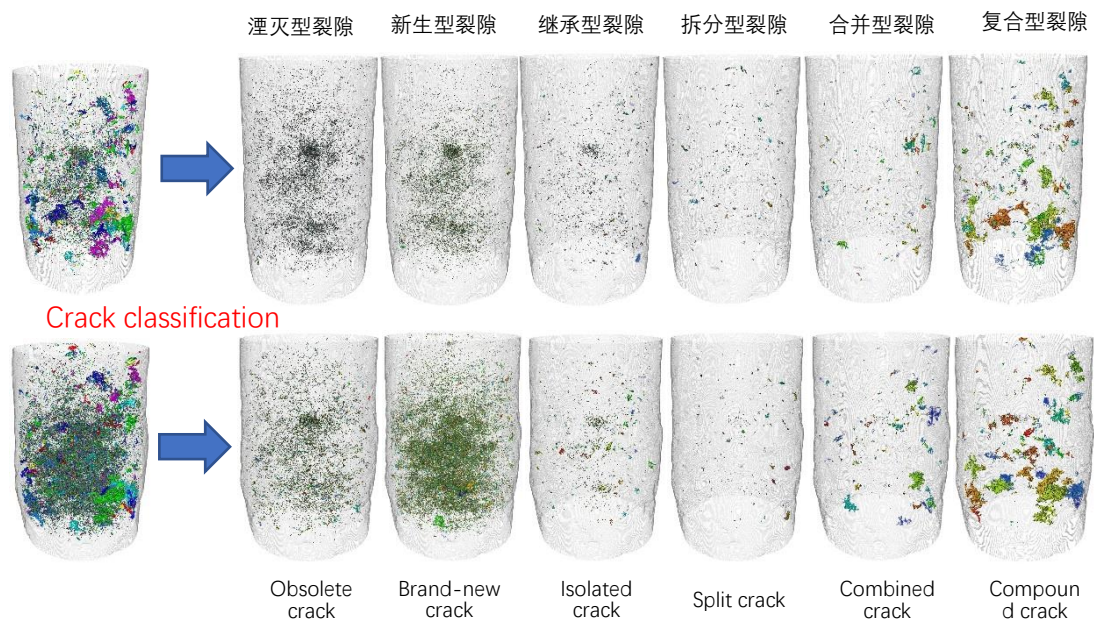 湮灭型裂隙 新生型裂隙 继承型裂隙 拆分型裂隙 合并型裂隙 复合型裂隙
Crack classification
Obsolete
crack
Brand-new
crack
Isolated
crack
Split crack
Combined
crack
Compoun
d crack